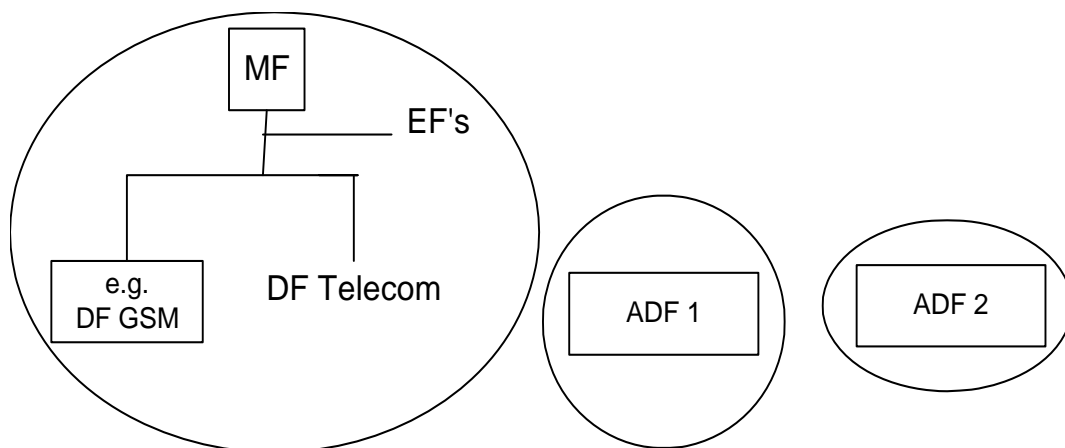 MF
EF's
e.g.
DF GSM
DF Telecom
ADF 1
ADF 2